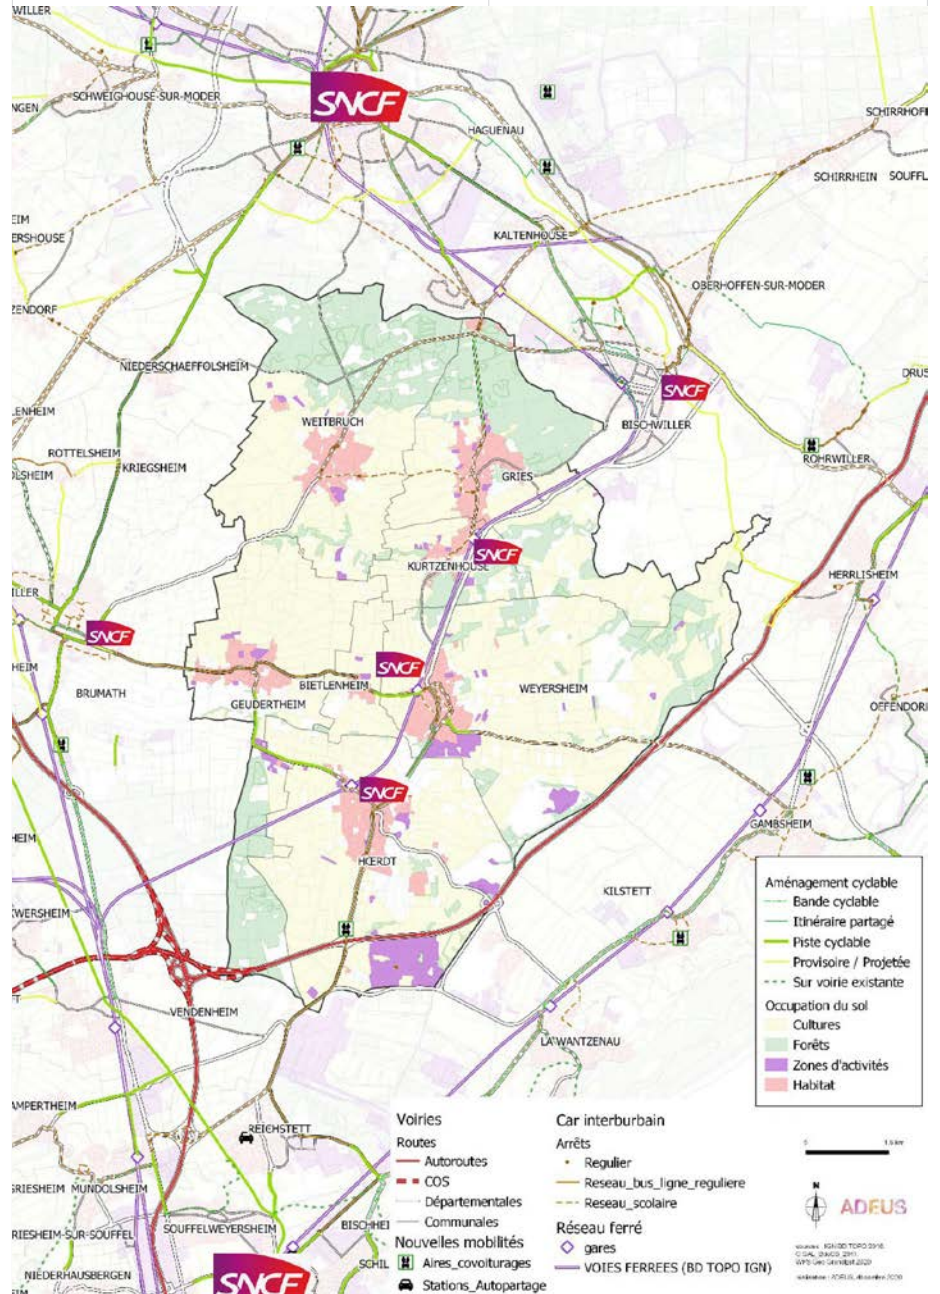 WILLER
SCHWEIGHOUSE-SUR-MODER
NGEN
SNCF
HAGUENAU
SCHIRRHOFF
SCHIRRHEIN SOUFFL
EIM
ERSHOUSE
KALTENHOUSE
OBERHOFFEN-SUR-MODER
ZENDORF
NIEDERSCHAEFFOLSHEIM
DRUS
SNCF
LENHEIM
WEITBRUCH
BISCHWILLER
ROTTELSHEIM
KRIEGSHEIM
OLSHEIM
ROHRWILLER
GRIES
SNCF
KURTZENHOUSE
HERRLISHEIM
ILLER
SNCF
HEIM
SNCF
BRUMATH
BIETLENHEIM
WEYERSHEIM
GEUDERTHEIM
OFFENDORF
SNCF
HEIM
GAMBSHEIM
HŒRDT
KILSTETT
KWERSHEIM
VENDENHEIM
LA WANTZENAU
AMPERTHEIM
REICHSTETT
GRIESHEIM
MUNDOLSHEIM
RIESHEIM-SUR-SOUFFEL
SOUFFELWEYERSHEIM
BISCHHEI
SCHIL
NIEDERHAUSBERGEN
SNCF
Aménagement cyclable
Bande cyclable
Itinéraire partagé
Piste cyclable
Provisoire / Projetée
Sur voirie existante
Occupation du sol
Cultures
Forêts
Zones d'activités
Habitat
Voiries
Routes
Autoroutes
COS
Départementales
Communales
Nouvelles mobilités
Aires_covoiturages
Stations_Autopartage
Car interburbain
Arrêts
Regulier
Reseau_bus_ligne_reguliere
Reseau_scolaire
Réseau ferré
gares
VOIES FERREES (BD TOPO IGN)
N
ADEUS